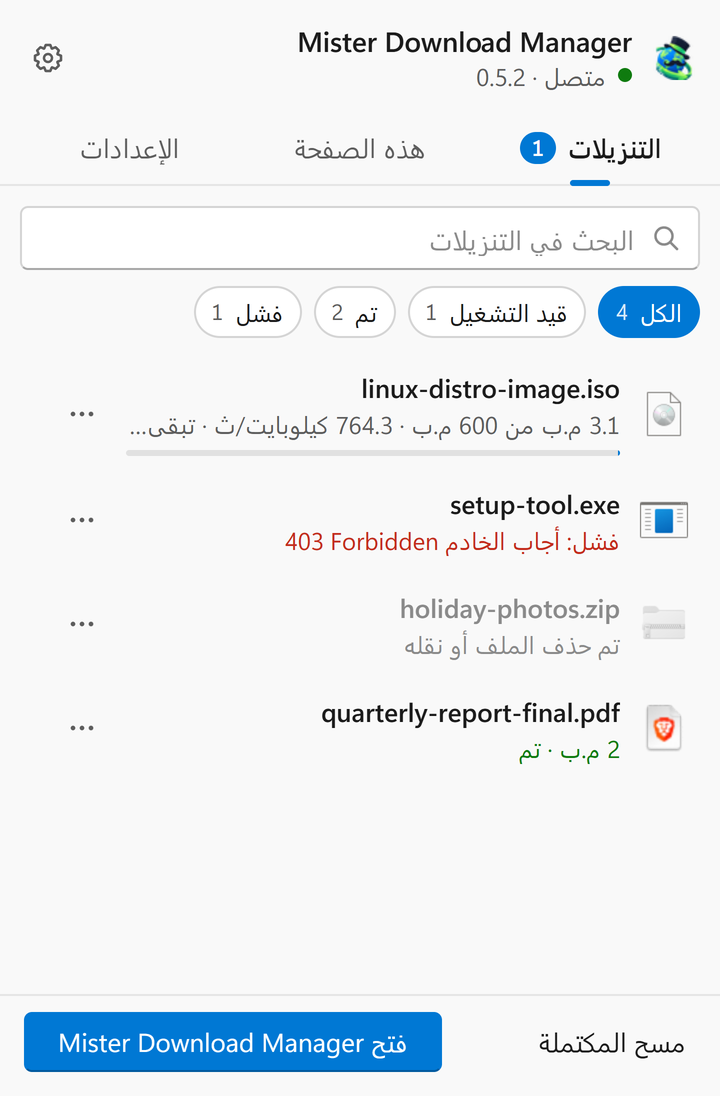 Mister Download Manager
متصل · 0.5.2
التنزيلات 1
هذه الصفحة
الإعدادات
البحث في التنزيلات
الكل 4
قيد التشغيل 1
تم 2
فشل 1
linux-distro-image.iso
3.1 م.ب من 600 م.ب · 764.3 كيلوبايت/ث · تبقى...
setup-tool.exe
فشل: أجاب الخادم 403 Forbidden
holiday-photos.zip
تم حذف الملف أو نقله
quarterly-report-final.pdf
2 م.ب · تم
مسح المكتملة
فتح Mister Download Manager